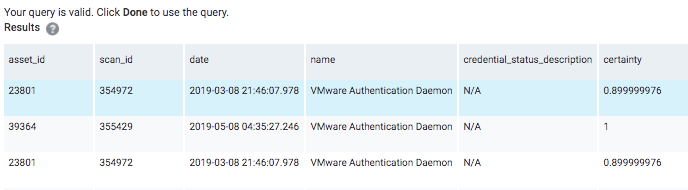 Your query is valid. Click Done to use the query.
Results ?
asset_id scan_id date name credential_status_description certainty
23801 354972 2019-03-08 21:46:07.978 VMware Authentication Daemon N/A 0.899999976
39364 355429 2019-05-08 04:35:27.246 VMware Authentication Daemon N/A 1
23801 354972 2019-03-08 21:46:07.978 VMware Authentication Daemon N/A 0.899999976